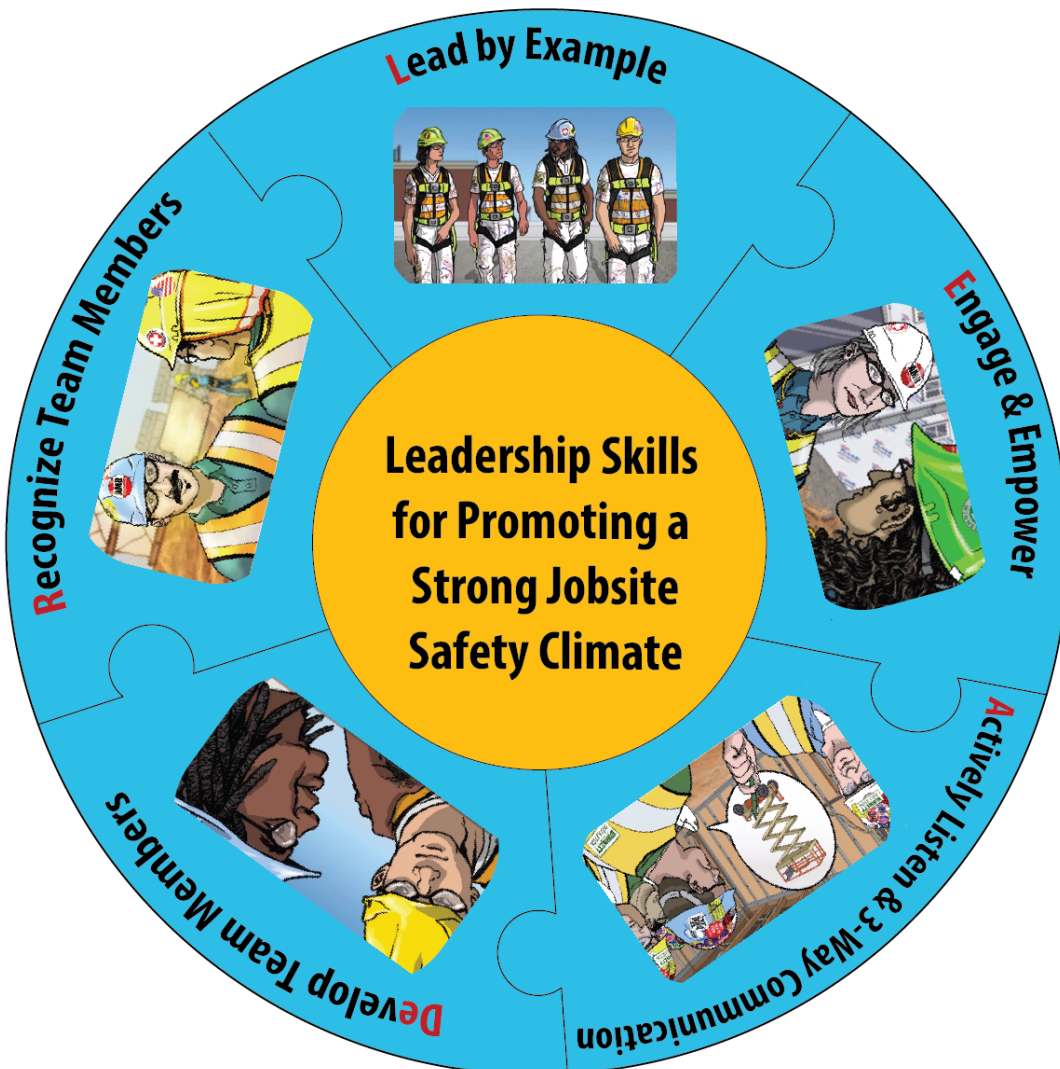 Lead by Example
Engage & Empower
Actively Listen & 3-Way Communication
Develop Team Members
Recognize Team Members
Leadership Skills
for Promoting a
Strong Jobsite
Safety Climate